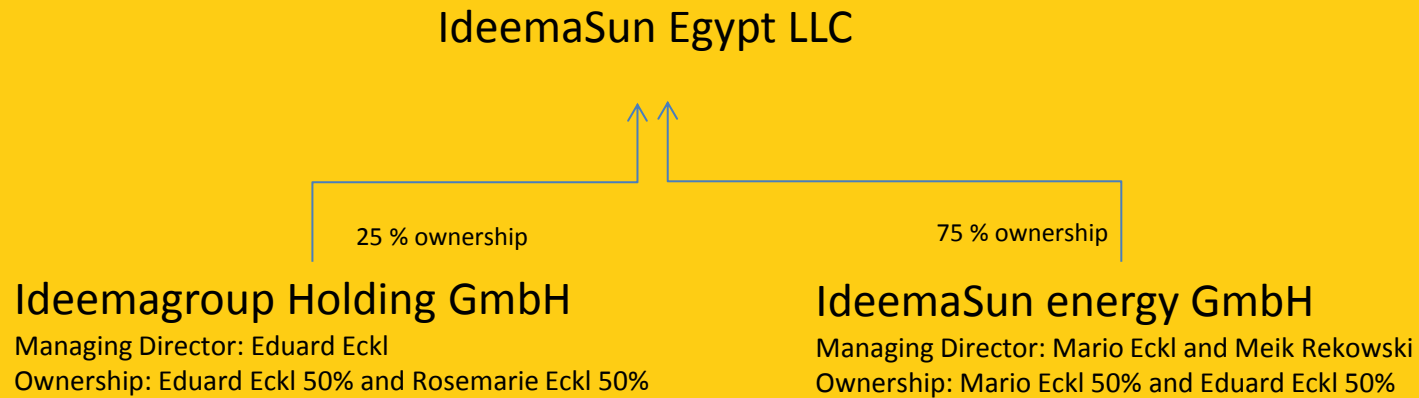 IdeemaSun Egypt LLC
25 % ownership
75 % ownership
Ideemagroup Holding GmbH
Managing Director: Eduard Eckl
Ownership: Eduard Eckl 50% and Rosemarie Eckl 50%
IdeemaSun energy GmbH
Managing Director: Mario Eckl and Meik Rekowski
Ownership: Mario Eckl 50% and Eduard Eckl 50%